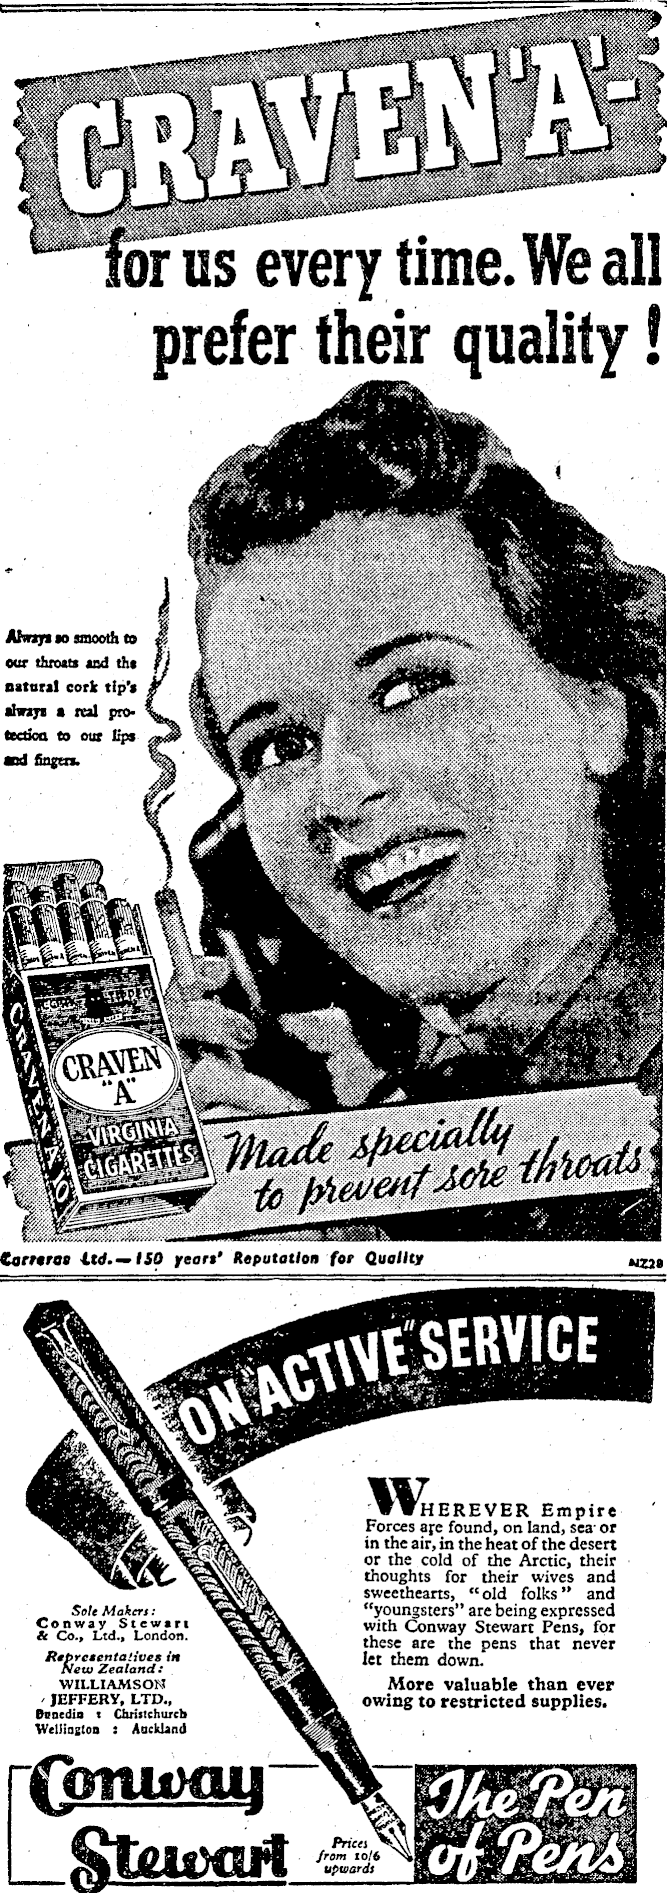 CRAVEN 'A'-
for us every time. We all
prefer their quality !
Always so smooth to
our throats and the
natural cork tip's
always a real pro-
tection to our lips
and fingers.
CRAVEN
"A"
VIRGINIA
CIGARETTES
CRAVEN A 10
Made specially
to prevent sore throats
Carreras Ltd.—150 years' Reputation for Quality
NZ28
ON "ACTIVE" SERVICE
WHEREVER Empire
Forces are found, on land, sea or
in the air, in the heat of the desert
or the cold of the Arctic, their
thoughts for their wives and
sweethearts, "old folks" and
"youngsters" are being expressed
with Conway Stewart Pens, for
these are the pens that never
let them down.
More valuable than ever
owing to restricted supplies.
Sole Makers:
Conway Stewart
& Co., Ltd., London.
Representatives in
New Zealand:
WILLIAMSON
JEFFERY, LTD.,
Dunedin : Christchurch
Wellington : Auckland
Conway
Stewart
Prices
from 10/6
upwards
The Pen
of Pens